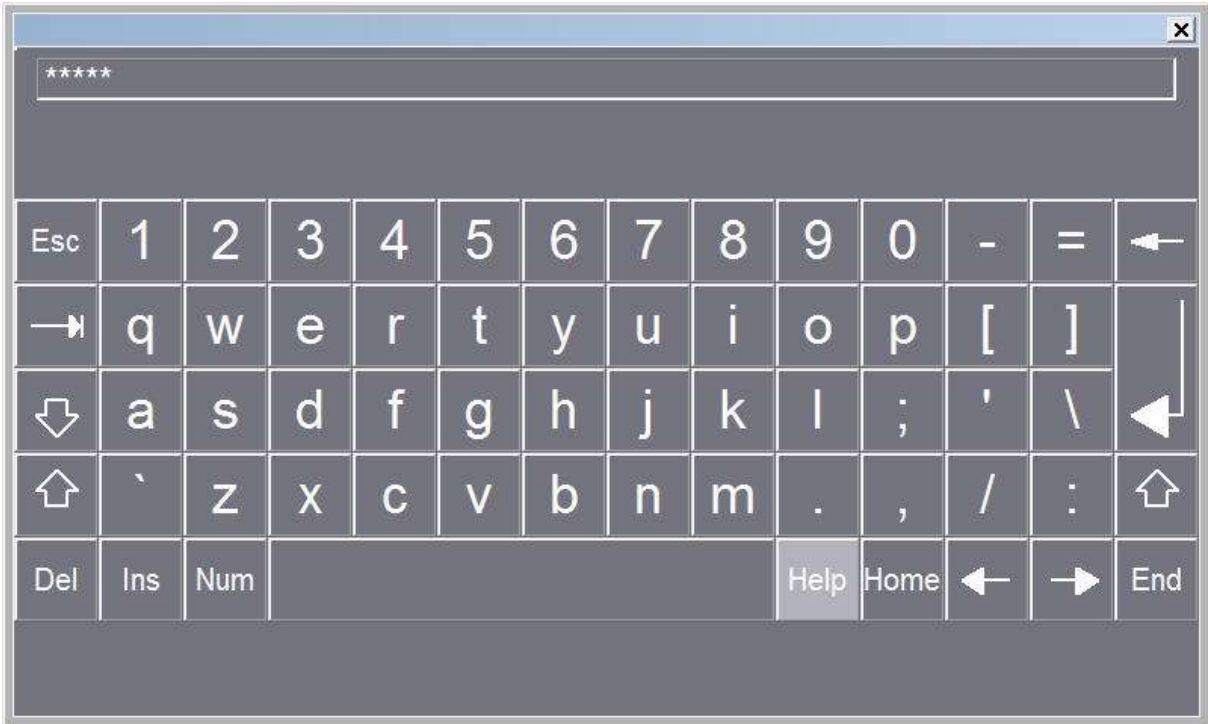 *****
Esc 1 2 3 4 5 6 7 8 9 0 - =
q w e r t y u i o p [ ]
a s d f g h j k l ; ' \
` z x c v b n m . , / :
Del Ins Num Help Home End